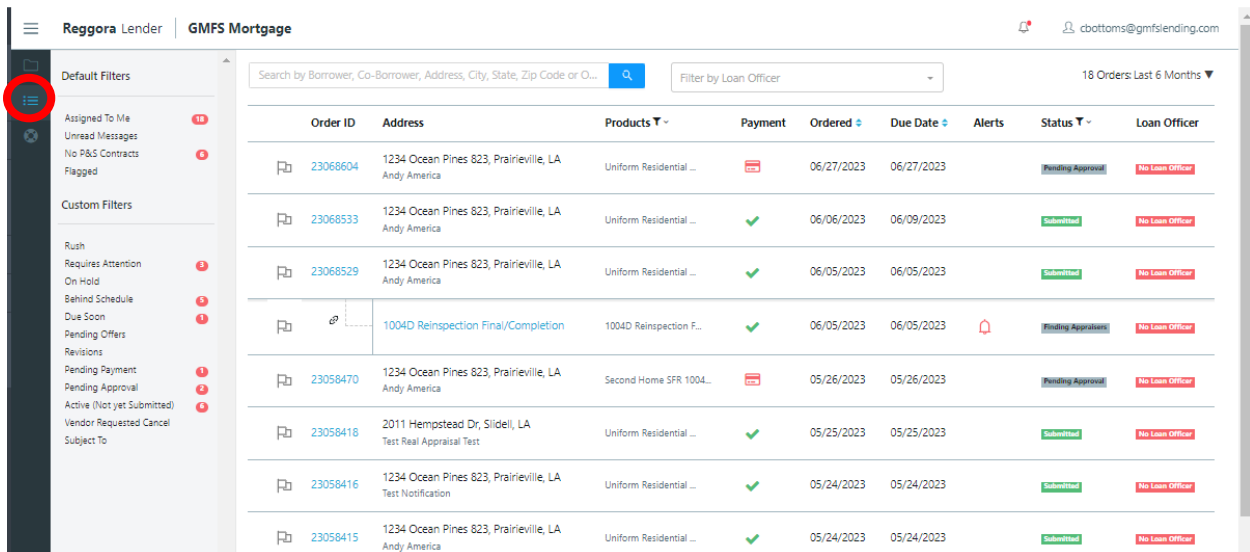 Reggora Lender GMFS Mortgage cbottoms@gmfslending.com
Default Filters
Assigned To Me 18
Unread Messages
No P&S Contracts 6
Flagged
Custom Filters
Rush
Requires Attention 3
On Hold
Behind Schedule 5
Due Soon 1
Pending Offers
Revisions
Pending Payment 1
Pending Approval 2
Active (Not yet Submitted) 6
Vendor Requested Cancel
Subject To
Search by Borrower, Co-Borrower, Address, City, State, Zip Code or O... Filter by Loan Officer 18 Orders: Last 6 Months ▼
Order ID Address Products Payment Ordered Due Date Alerts Status Loan Officer
23068604 1234 Ocean Pines 823, Prairieville, LA Uniform Residential ... 06/27/2023 06/27/2023 Pending Approval No Loan Officer
Andy America
23068533 1234 Ocean Pines 823, Prairieville, LA Uniform Residential ... 06/06/2023 06/09/2023 Submitted No Loan Officer
Andy America
23068529 1234 Ocean Pines 823, Prairieville, LA Uniform Residential ... 06/05/2023 06/05/2023 Submitted No Loan Officer
Andy America
1004D Reinspection Final/Completion 1004D Reinspection F... 06/05/2023 06/05/2023 Finding Appraisers No Loan Officer
23058470 1234 Ocean Pines 823, Prairieville, LA Second Home SFR 1004... 05/26/2023 05/26/2023 Pending Approval No Loan Officer
Andy America
23058418 2011 Hempstead Dr, Slidell, LA Uniform Residential ... 05/25/2023 05/25/2023 Submitted No Loan Officer
Test Real Appraisal Test
23058416 1234 Ocean Pines 823, Prairieville, LA Uniform Residential ... 05/24/2023 05/24/2023 Submitted No Loan Officer
Test Notification
23058415 1234 Ocean Pines 823, Prairieville, LA Uniform Residential ... 05/24/2023 05/24/2023 Submitted No Loan Officer
Andy America